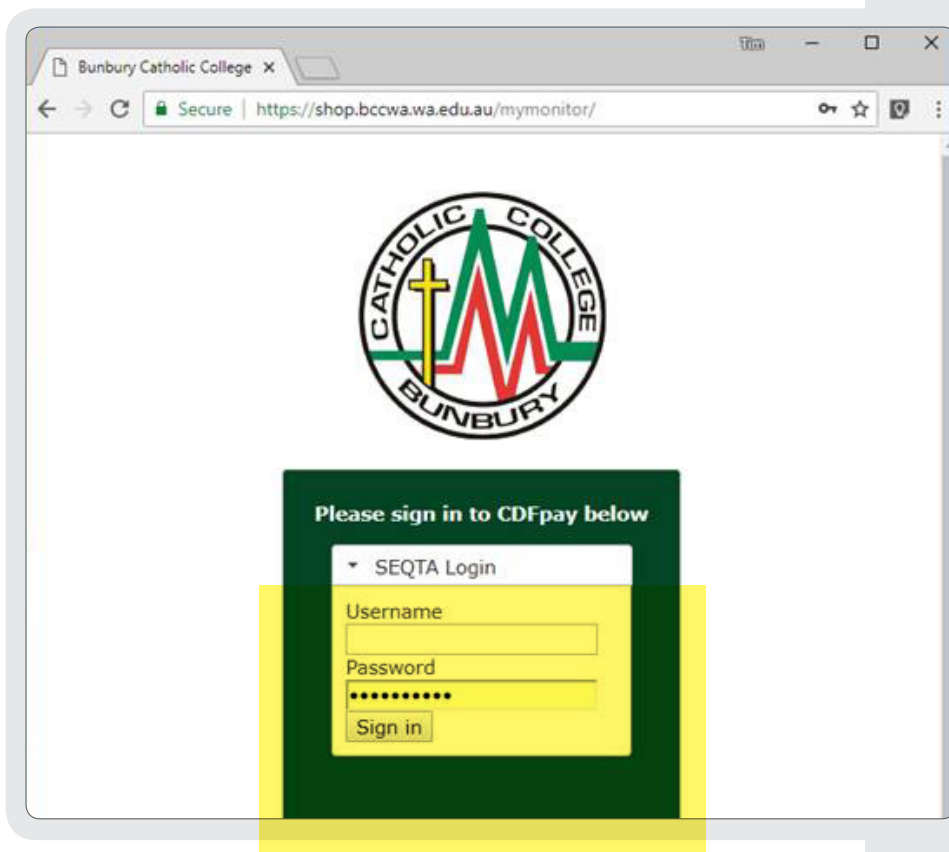 Tim
Bunbury Catholic College
Secure | https://shop.bccwa.wa.edu.au/mymonitor/
CATHOLIC COLLEGE
BUNBURY
Please sign in to CDFpay below
SEQTA Login
Username
Password
••••••••••
Sign in